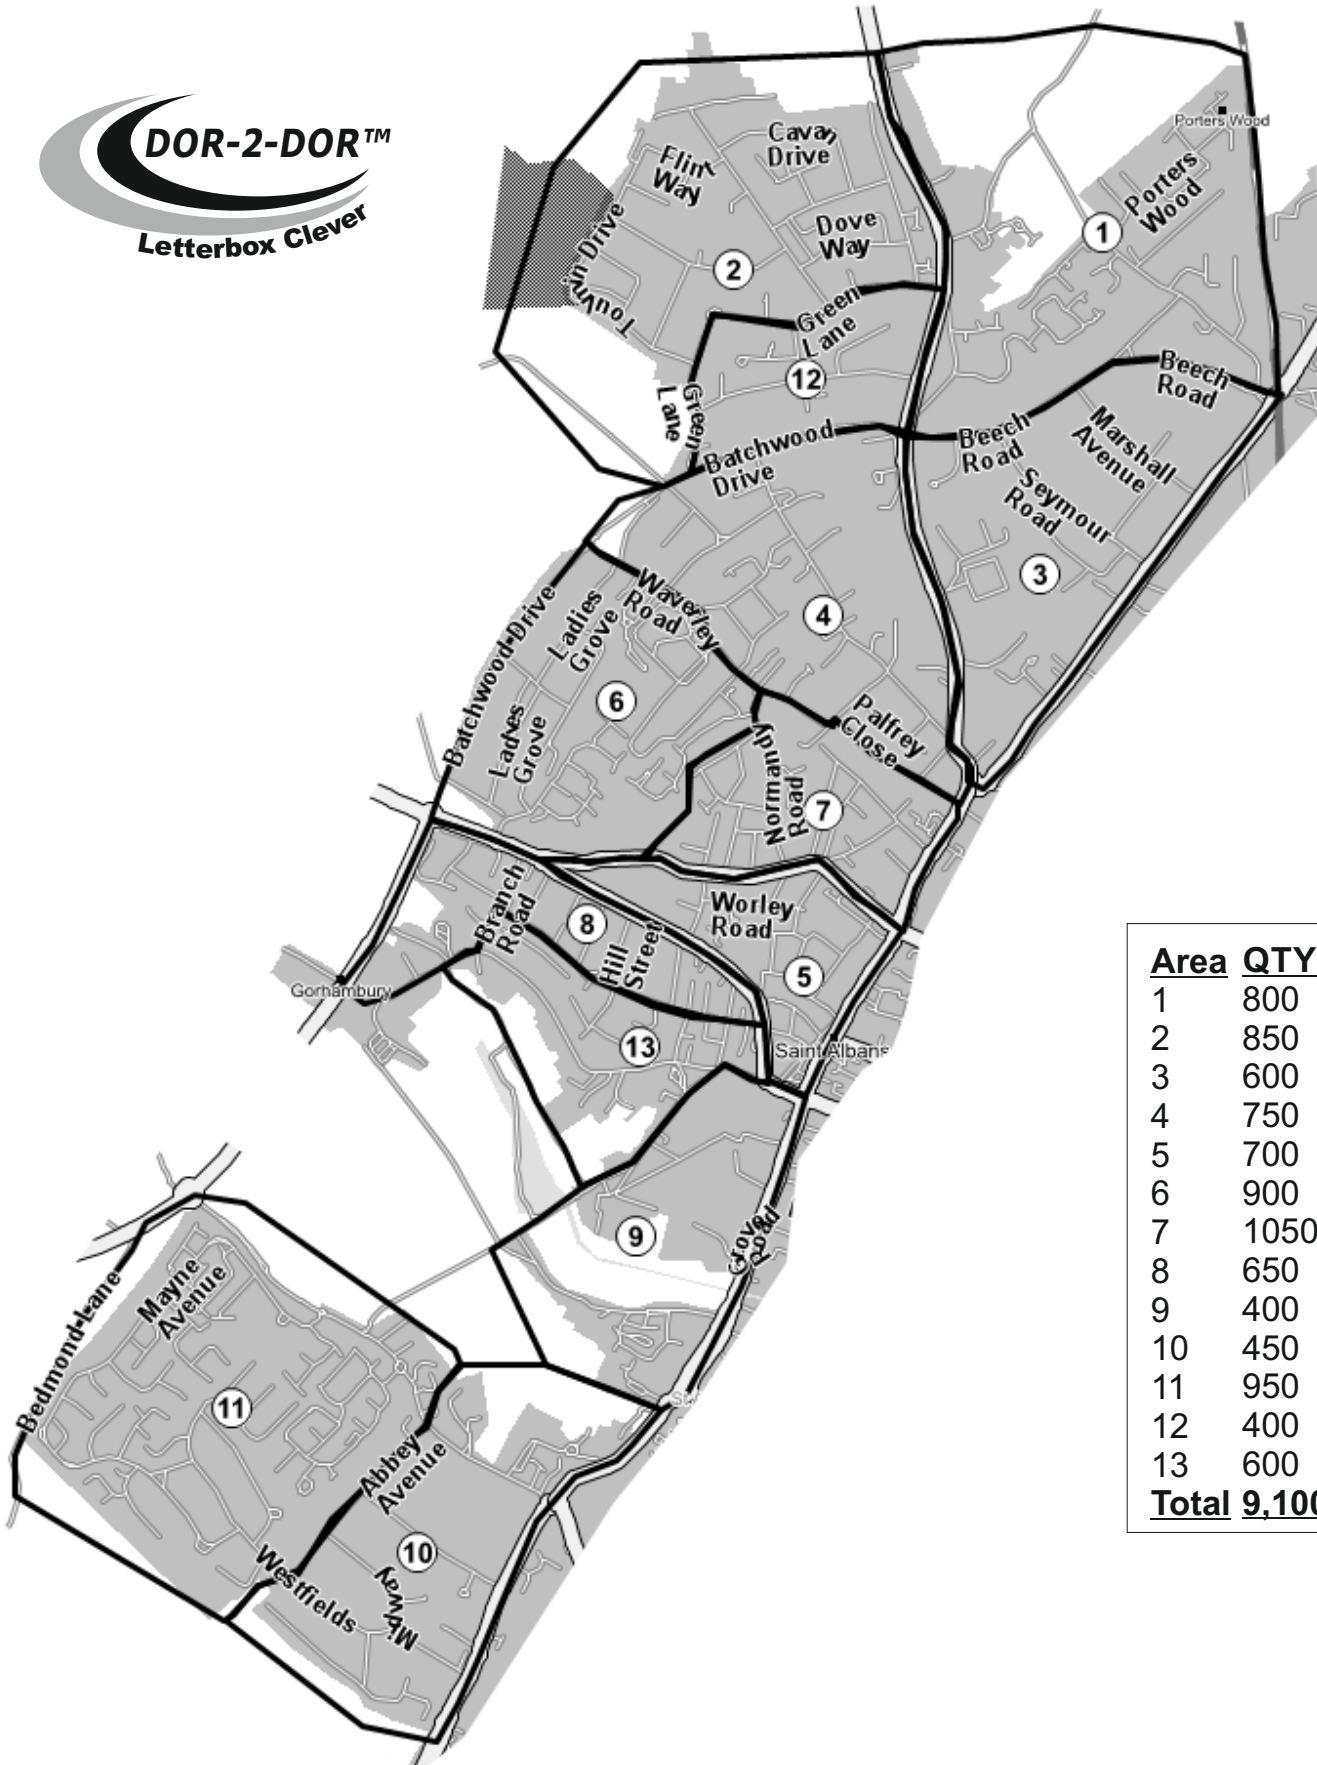 DOR-2-DOR™
Letterbox Clever
Porters Wood
Cavan
Drive
Flint
Way
Porters
Wood
Dove
Way
1
2
Green
Lane
12
Beech
Road
Green
Lane
Marshall
Avenue
Batchwood
Drive
Beech
Road
Seymour
Road
3
Waverley
Road
4
Ladies
Grove
Batchwood Drive
6
Palfrey
Close
Ladies
Grove
Normandy
Road
7
Branch
Road
Worley
Road
8
Hill
Street
5
Gorhambury
13
Saint Albans
9
Grove
Road
Mayne
Avenue
Bedmond Lane
11
St
Abbey
Avenue
10
Westfields
Midway
Area QTY
1 800
2 850
3 600
4 750
5 700
6 900
7 1050
8 650
9 400
10 450
11 950
12 400
13 600
Total 9,100